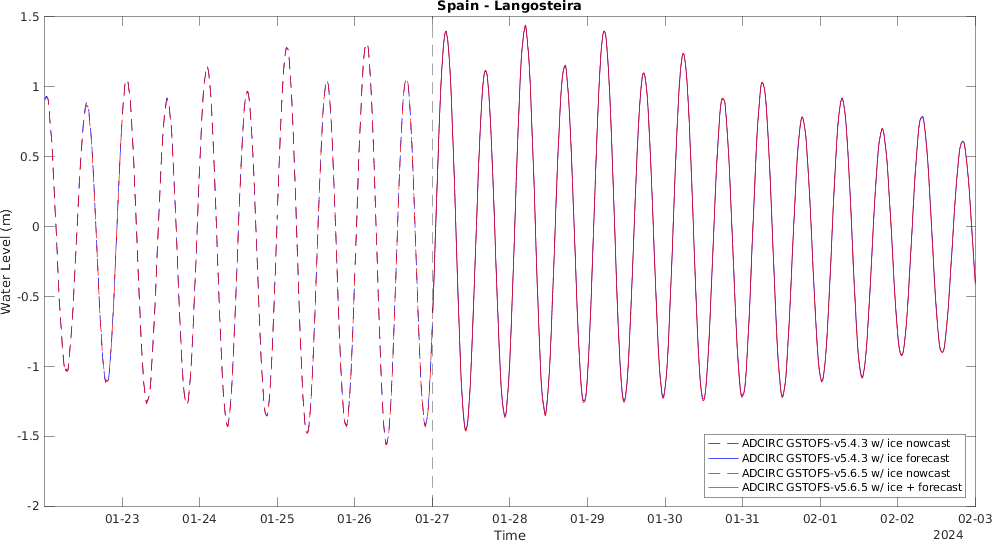 Spain - Langosteira
Water Level (m)
1.5
1
0.5
0
-0.5
-1
-1.5
-2
ADCIRC GSTOFS-v5.4.3 w/ ice nowcast
ADCIRC GSTOFS-v5.4.3 w/ ice forecast
ADCIRC GSTOFS-v5.6.5 w/ ice nowcast
ADCIRC GSTOFS-v5.6.5 w/ ice + forecast
01-23 01-24 01-25 01-26 01-27 01-28 01-29 01-30 01-31 02-01 02-02 02-03
Time
2024